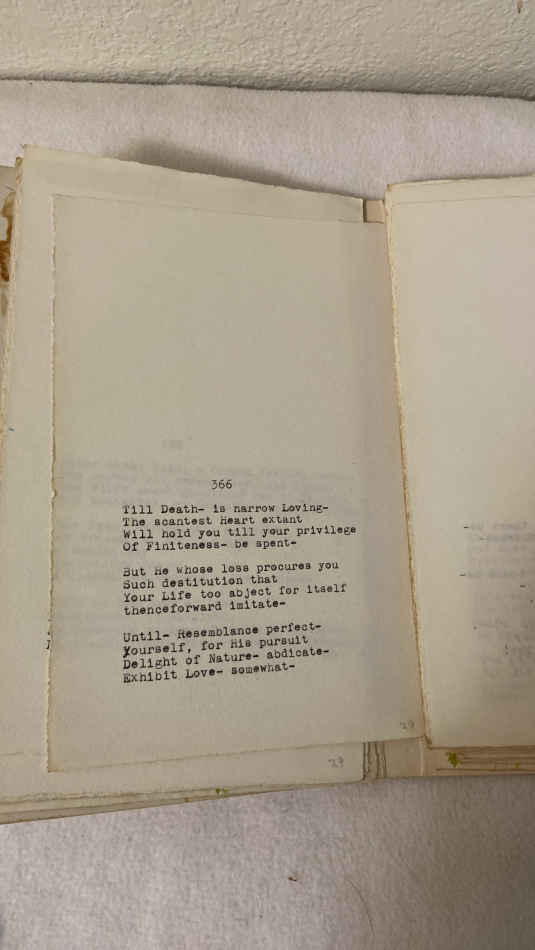 366
Till Death- is narrow Loving-
The scantest Heart extant
Will hold you till your privilege
Of Finiteness- be spent-
But He whose loss procures you
Such destitution that
Your Life too abject for itself
thenceforward imitate-
Until- Resemblance perfect-
Yourself, for His pursuit
Delight of Nature- abdicate-
Exhibit Love- somewhat-
29
29